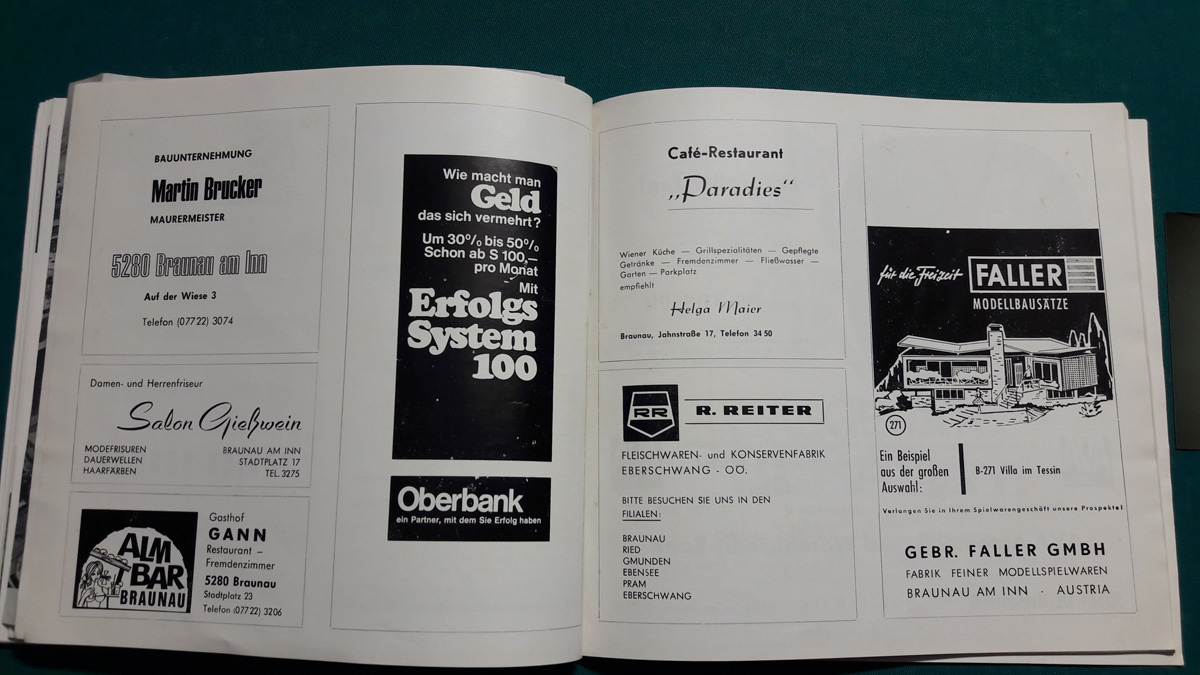 BAUUNTERNEHMUNG
Martin Brucker
MAURERMEISTER
5280 Braunau am Inn
Auf der Wiese 3
Telefon (07722) 3074
Damen- und Herrenfriseur
Salon Gießwein
MODEFRISUREN
DAUERWELLEN
HAARFÄRBEN
BRAUNAU AM INN
STADTPLATZ 17
TEL. 3275
ALM
BAR
BRAUNAU
Gasthof
GANN
Restaurant –
Fremdenzimmer
5280 Braunau
Stadtplatz 23
Telefon (07722) 3206
Wie macht man
Geld
das sich vermehrt?
Um 30% bis 50%
Schon ab S 100,—
pro Monat
Mit
Erfolgs
System
100
Oberbank
ein Partner, mit dem Sie Erfolg haben
Café-Restaurant
„Paradies“
Wiener Küche — Grillspezialitäten — Gepflegte
Getränke — Fremdenzimmer — Fließwasser —
Garten — Parkplatz
empfiehlt
Helga Maier
Braunau, Jahnstraße 17, Telefon 34 50
RR
R. REITER
FLEISCHWAREN- und KONSERVENFABRIK
EBERSCHWANG - OÖ.
BITTE BESUCHEN SIE UNS IN DEN
FILIALEN:
BRAUNAU
RIED
GMUNDEN
EBENSEE
PRAM
EBERSCHWANG
für die Freizeit
FALLER
MODELLBAUSÄTZE
271
Ein Beispiel
aus der großen
Auswahl:
B-271 Villa im Tessin
Verlangen Sie in Ihrem Spielwarengeschäft unsere Prospekte!
GEBR. FALLER GMBH
FABRIK FEINER MODELLSPIELWAREN
BRAUNAU AM INN · AUSTRIA